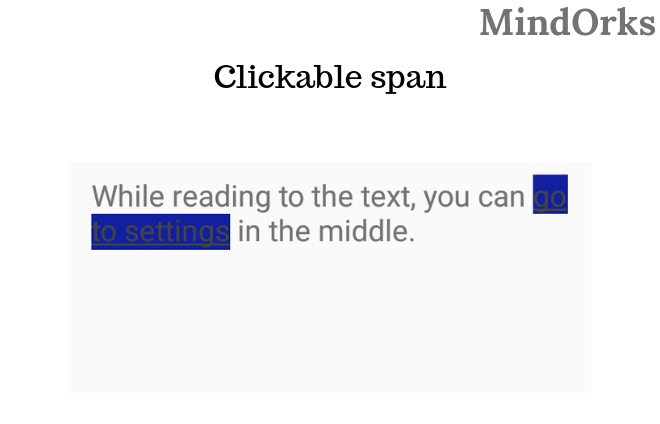 MindOrks
Clickable span
While reading to the text, you can go
to settings in the middle.